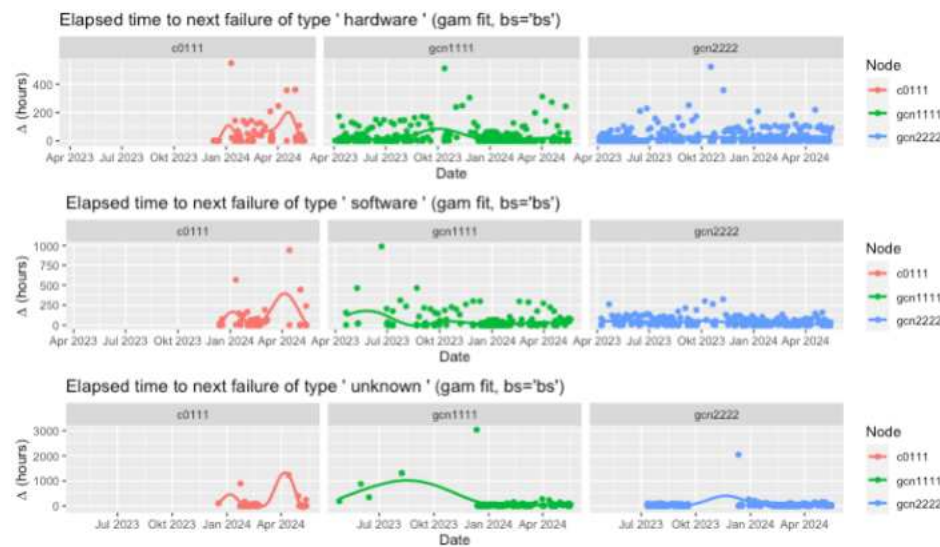 Elapsed time to next failure of type ' hardware ' (gam fit, bs='bs')
c0111 gcn1111 gcn2222
Δ (hours)
400
200
0
Apr 2023 Jul 2023 Okt 2023 Jan 2024 Apr 2024 Apr 2023 Jul 2023 Okt 2023 Jan 2024 Apr 2024 Apr 2023 Jul 2023 Okt 2023 Jan 2024 Apr 2024
Date
Node
c0111
gcn1111
gcn2222
Elapsed time to next failure of type ' software ' (gam fit, bs='bs')
c0111 gcn1111 gcn2222
Δ (hours)
1000
750
500
250
0
Apr 2023 Jul 2023 Okt 2023 Jan 2024 Apr 2024 Apr 2023 Jul 2023 Okt 2023 Jan 2024 Apr 2024 Apr 2023 Jul 2023 Okt 2023 Jan 2024 Apr 2024
Date
Node
c0111
gcn1111
gcn2222
Elapsed time to next failure of type ' unknown ' (gam fit, bs='bs')
c0111 gcn1111 gcn2222
Δ (hours)
3000
2000
1000
0
Jul 2023 Okt 2023 Jan 2024 Apr 2024 Jul 2023 Okt 2023 Jan 2024 Apr 2024 Jul 2023 Okt 2023 Jan 2024 Apr 2024
Date
Node
c0111
gcn1111
gcn2222